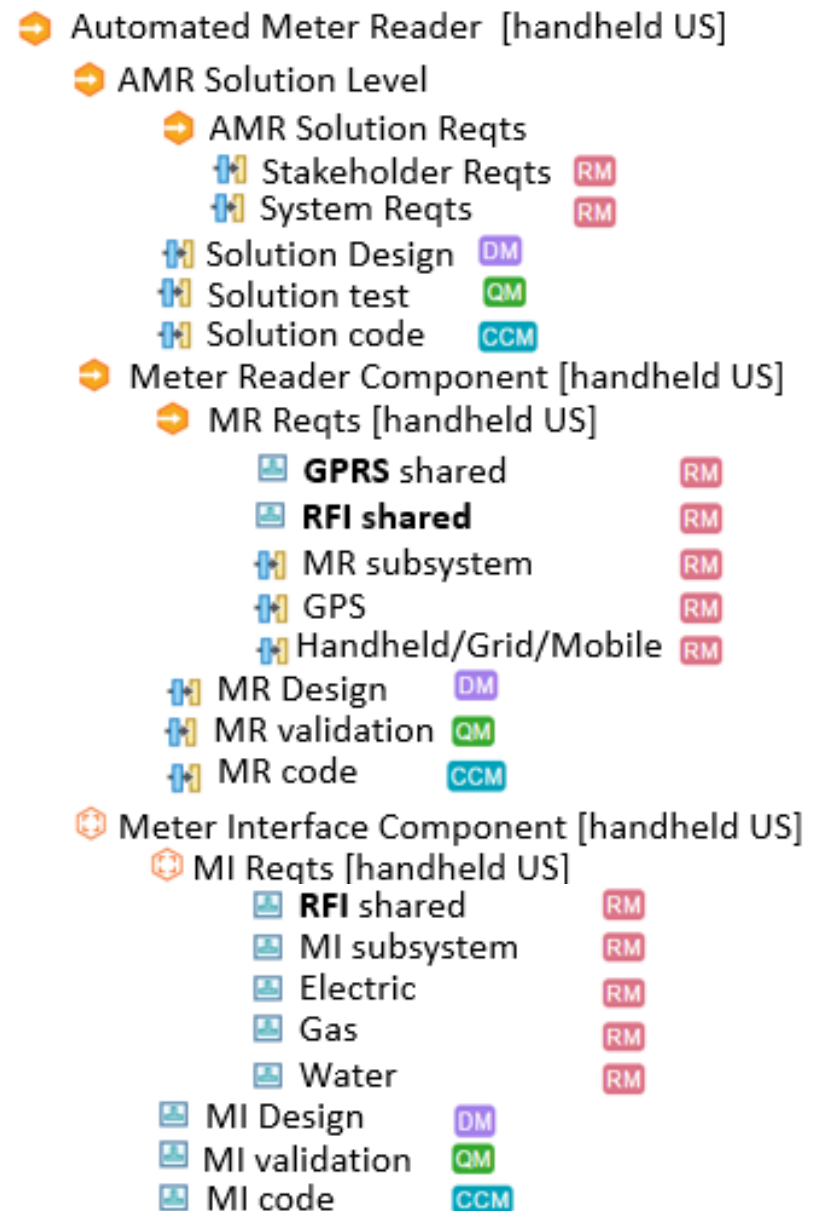 Automated Meter Reader [handheld US]
AMR Solution Level
AMR Solution Reqts
Stakeholder Reqts RM
System Reqts RM
Solution Design DM
Solution test QM
Solution code CCM
Meter Reader Component [handheld US]
MR Reqts [handheld US]
GPRS shared RM
RFI shared RM
MR subsystem RM
GPS RM
Handheld/Grid/Mobile RM
MR Design DM
MR validation QM
MR code CCM
Meter Interface Component [handheld US]
MI Reqts [handheld US]
RFI shared RM
MI subsystem RM
Electric RM
Gas RM
Water RM
MI Design DM
MI validation QM
MI code CCM